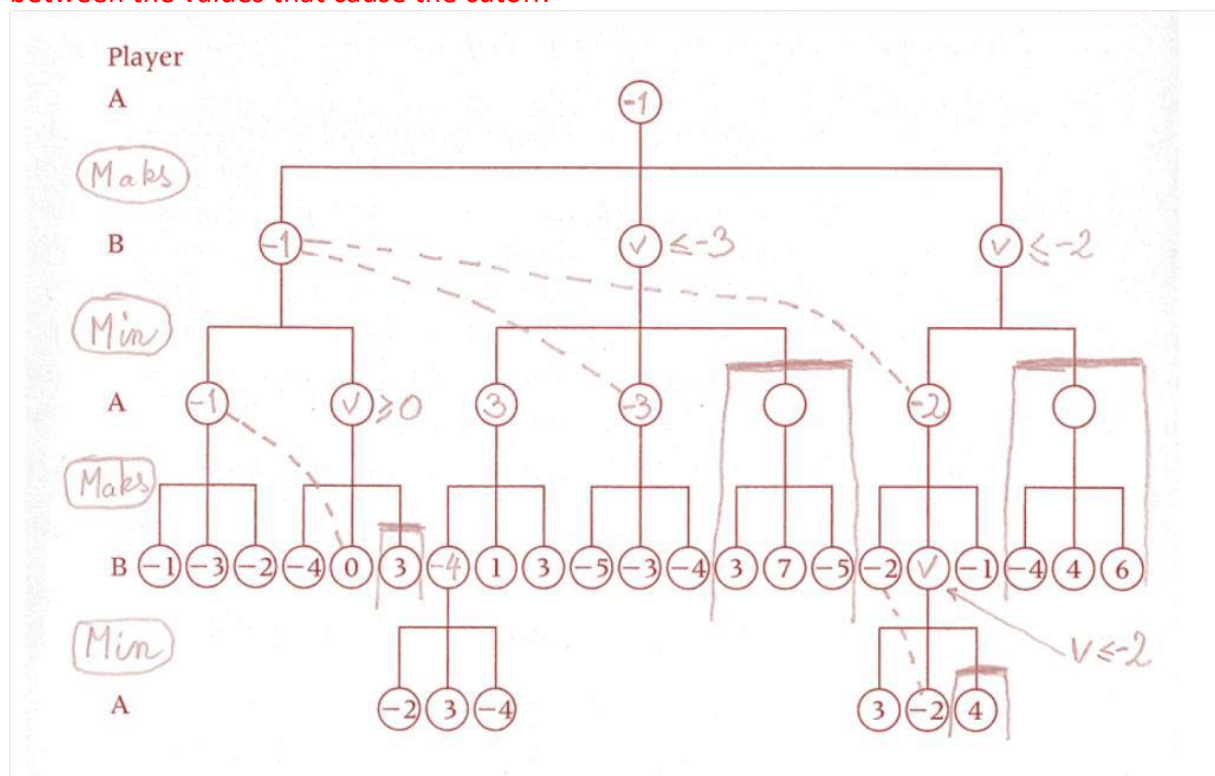 between the values that cause the cutoff.
Player
A -1
Maks
B -1 v ≤-3 v ≤-2
Min
A -1 v ≥0 3 -3 -2
Maks
B -1 -3 -2 -4 0 3 -4 1 3 -5 -3 -4 3 7 -5 -2 v -1 -4 4 6
Min
v ≤-2
A -2 3 -4 3 -2 4